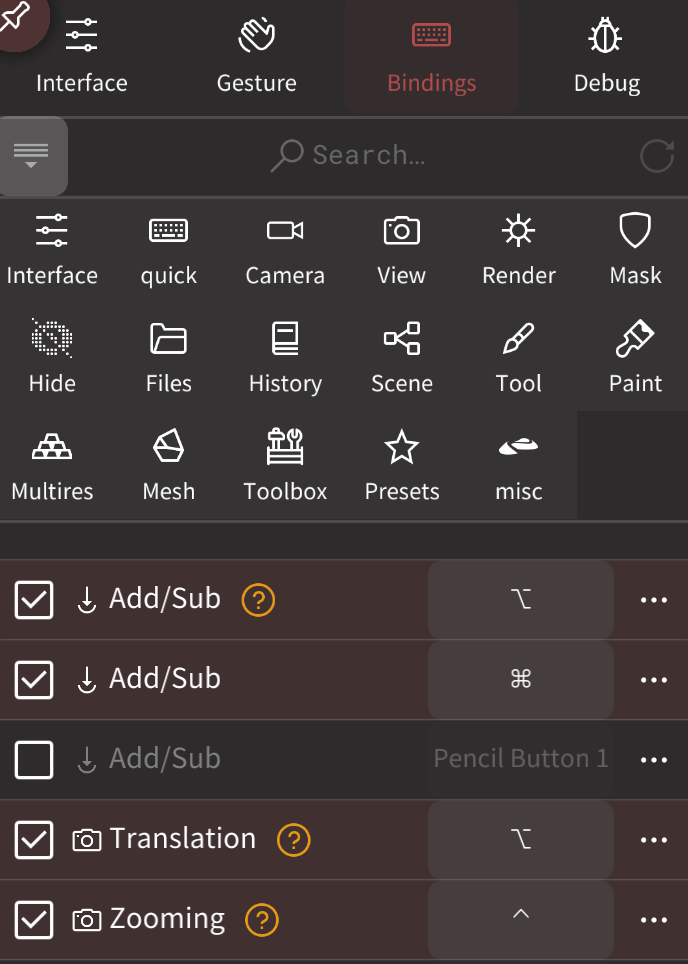 Interface Gesture Bindings Debug
Search...
Interface quick Camera View Render Mask
Hide Files History Scene Tool Paint
Multires Mesh Toolbox Presets misc
Add/Sub ? ⌥ ...
Add/Sub ⌘ ...
Add/Sub Pencil Button 1 ...
Translation ? ⌥ ...
Zooming ? ^ ...